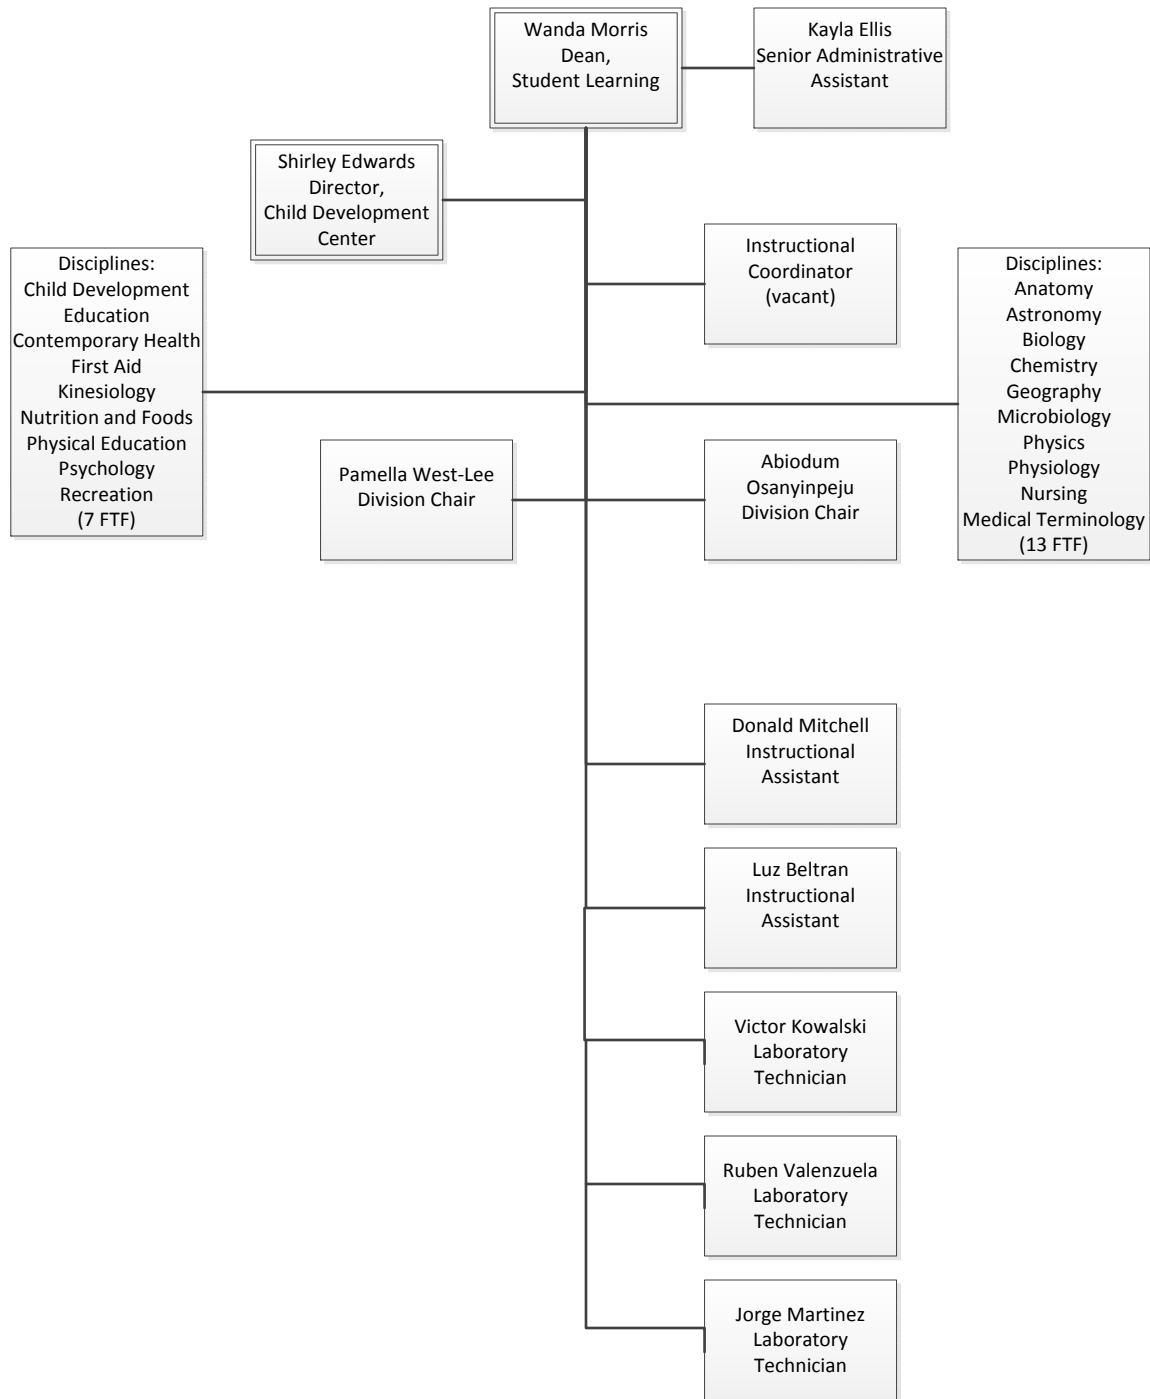 Wanda Morris
Dean,
Student Learning
Kayla Ellis
Senior Administrative
Assistant
Shirley Edwards
Director,
Child Development
Center
Instructional
Coordinator
(vacant)
Disciplines:
Child Development
Education
Contemporary Health
First Aid
Kinesiology
Nutrition and Foods
Physical Education
Psychology
Recreation
(7 FTF)
Disciplines:
Anatomy
Astronomy
Biology
Chemistry
Geography
Microbiology
Physics
Physiology
Nursing
Medical Terminology
(13 FTF)
Pamella West-Lee
Division Chair
Abiodum
Osanyinpeju
Division Chair
Donald Mitchell
Instructional
Assistant
Luz Beltran
Instructional
Assistant
Victor Kowalski
Laboratory
Technician
Ruben Valenzuela
Laboratory
Technician
Jorge Martinez
Laboratory
Technician